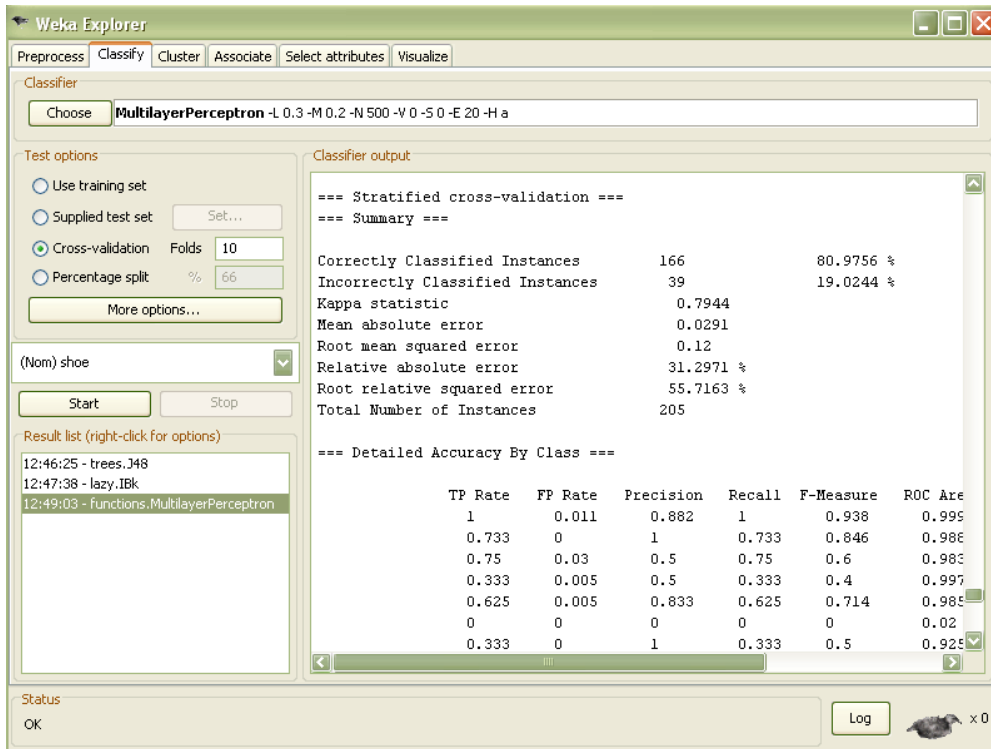 Weka Explorer
Preprocess Classify Cluster Associate Select attributes Visualize
Classifier
Choose MultilayerPerceptron -L 0.3 -M 0.2 -N 500 -V 0 -S 0 -E 20 -H a
Test options
Use training set
Supplied test set Set...
Cross-validation Folds 10
Percentage split % 66
More options...
(Nom) shoe
Start Stop
Result list (right-click for options)
12:46:25 - trees.J48
12:47:38 - lazy.IBk
12:49:03 - functions.MultilayerPerceptron
Classifier output
=== Stratified cross-validation ===
=== Summary ===
Correctly Classified Instances 166 80.9756 %
Incorrectly Classified Instances 39 19.0244 %
Kappa statistic 0.7944
Mean absolute error 0.0291
Root mean squared error 0.12
Relative absolute error 31.2971 %
Root relative squared error 55.7163 %
Total Number of Instances 205
=== Detailed Accuracy By Class ===
TP Rate FP Rate Precision Recall F-Measure ROC Are
1 0.011 0.882 1 0.938 0.999
0.733 0 1 0.733 0.846 0.988
0.75 0.03 0.5 0.75 0.6 0.983
0.333 0.005 0.5 0.333 0.4 0.997
0.625 0.005 0.833 0.625 0.714 0.985
0 0 0 0 0 0.02
0.333 0 1 0.333 0.5 0.925
Status
OK
Log
x 0